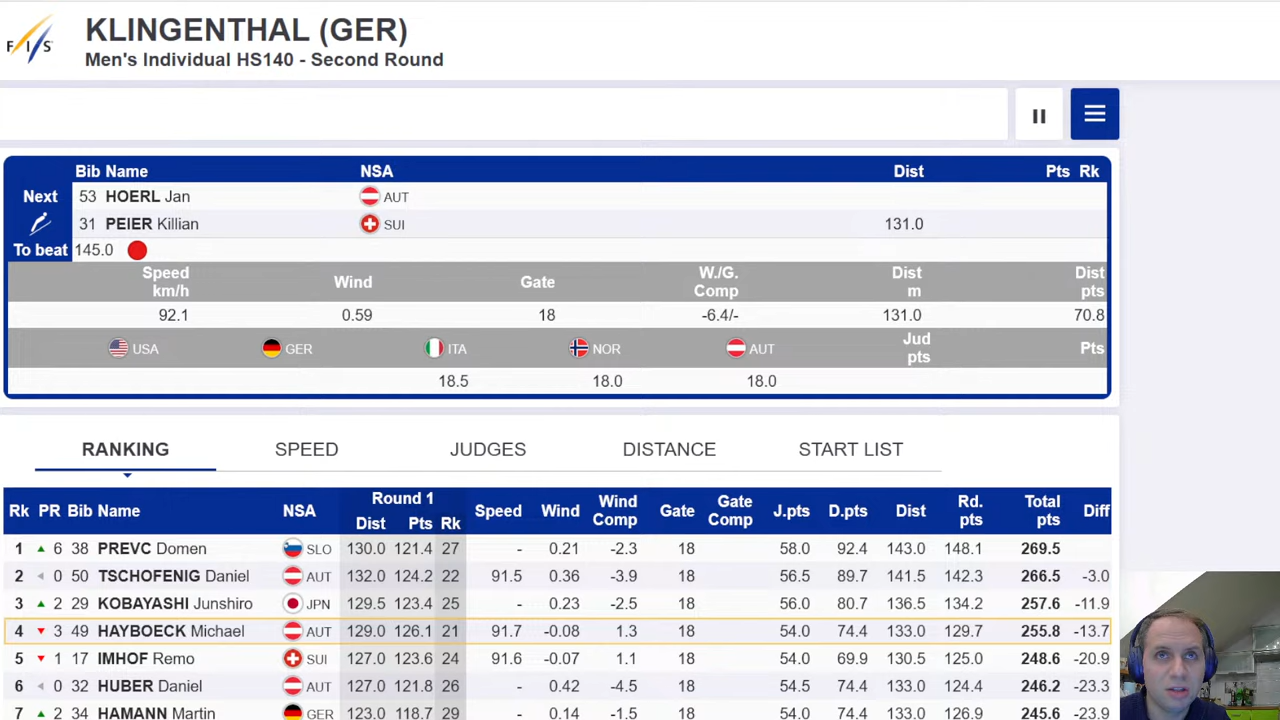 FIS
KLINGENTHAL (GER)
Men's Individual HS140 - Second Round
Bib Name NSA Dist Pts Rk
Next 53 HOERL Jan AUT
31 PEIER Killian SUI 131.0
To beat 145.0
Speed km/h Wind Gate W./G. Comp Dist m Dist pts
92.1 0.59 18 -6.4/- 131.0 70.8
USA GER ITA NOR AUT Jud pts Pts
18.5 18.0 18.0
RANKING SPEED JUDGES DISTANCE START LIST
Round 1
Rk PR Bib Name NSA Dist Pts Rk Speed Wind Wind Comp Gate Gate Comp J.pts D.pts Dist Rd. pts Total pts Diff
1 6 38 PREVC Domen SLO 130.0 121.4 27 - 0.21 -2.3 18 58.0 92.4 143.0 148.1 269.5
2 0 50 TSCHOFENIG Daniel AUT 132.0 124.2 22 91.5 0.36 -3.9 18 56.5 89.7 141.5 142.3 266.5 -3.0
3 2 29 KOBAYASHI Junshiro JPN 129.5 123.4 25 - 0.23 -2.5 18 56.0 80.7 136.5 134.2 257.6 -11.9
4 3 49 HAYBOECK Michael AUT 129.0 126.1 21 91.7 -0.08 1.3 18 54.0 74.4 133.0 129.7 255.8 -13.7
5 1 17 IMHOF Remo SUI 127.0 123.6 24 91.6 -0.07 1.1 18 54.0 69.9 130.5 125.0 248.6 -20.9
6 0 32 HUBER Daniel AUT 127.0 121.8 26 - 0.42 -4.5 18 54.5 74.4 133.0 124.4 246.2 -23.3
7 2 34 HAMANN Martin GER 123.0 118.7 29 - 0.14 -1.5 18 54.0 74.4 133.0 126.9 245.6 -23.9